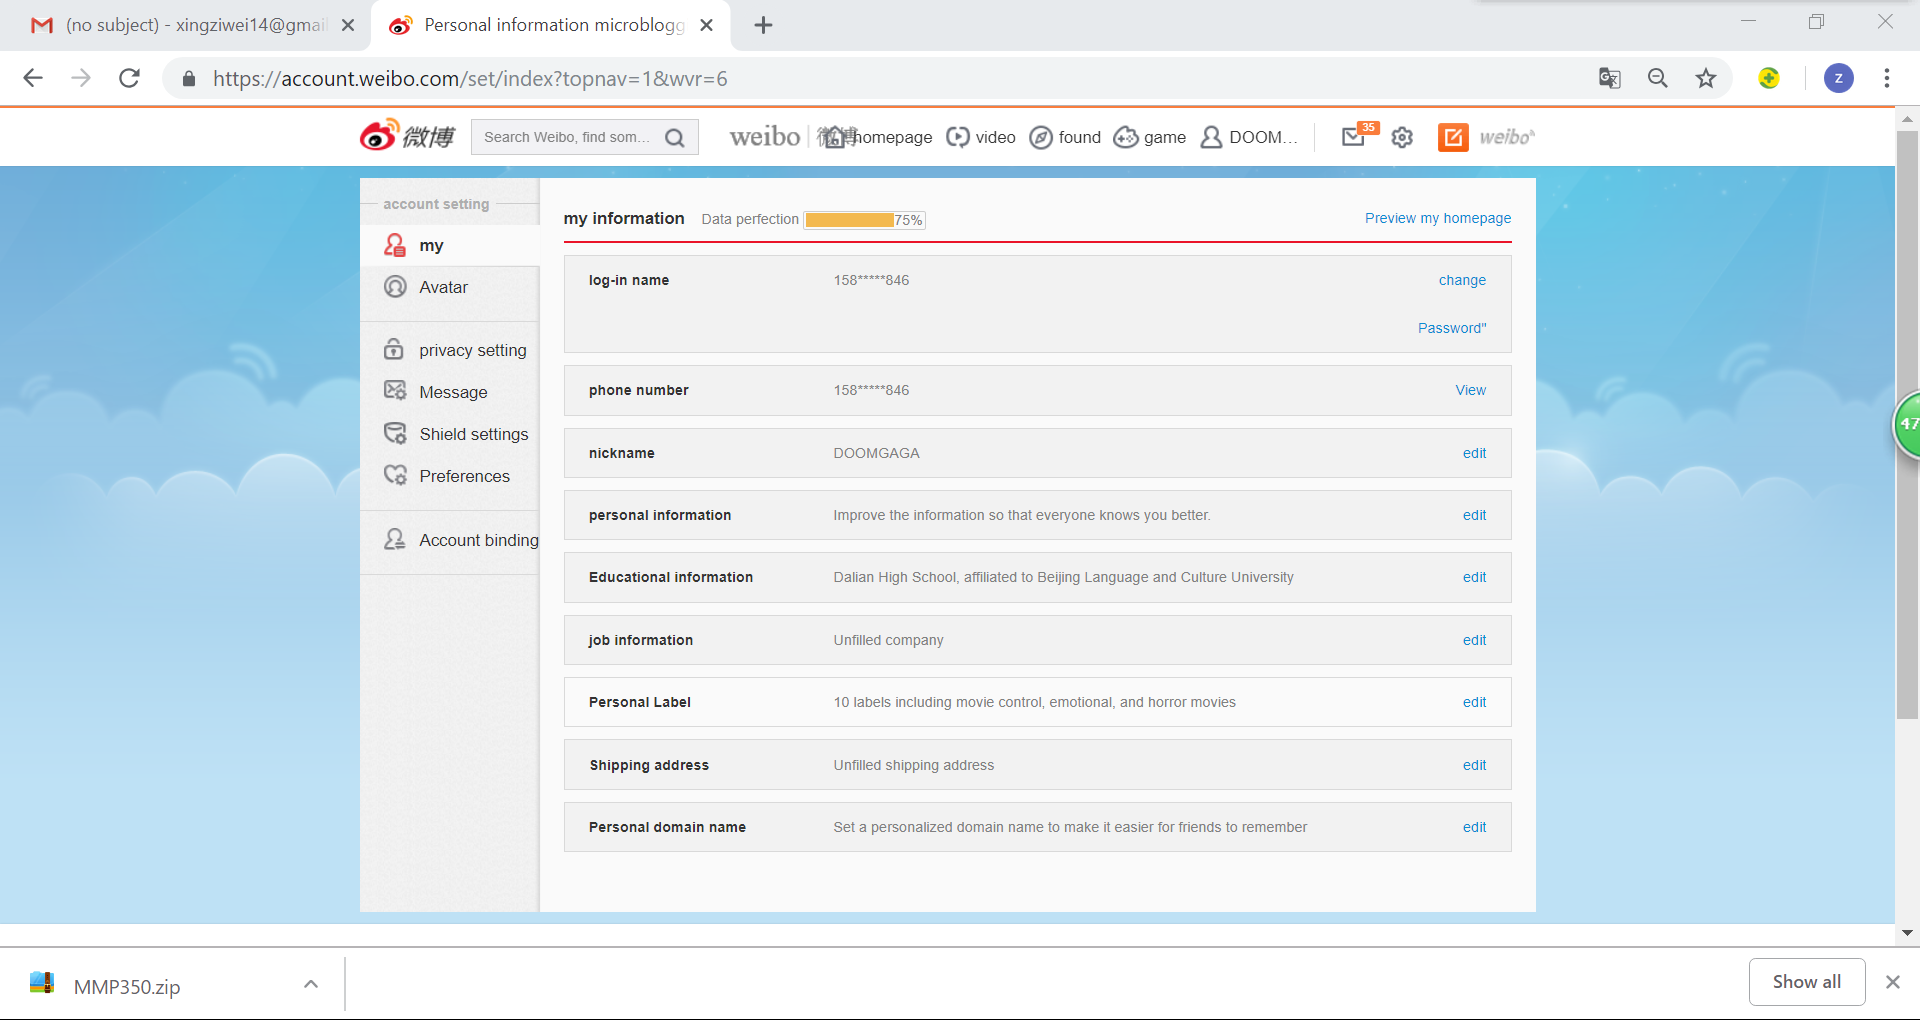 (no subject) - xingziwei14@gmai
Personal information microblogg
https://account.weibo.com/set/index?topnav=1&wvr=6
z
微博
Search Weibo, find som...
weibo
微博
homepage
video
found
game
DOOM...
35
weibo
account setting
my
Avatar
privacy setting
Message
Shield settings
Preferences
Account binding
my information
Data perfection
75%
Preview my homepage
log-in name
158*****846
change
Password"
phone number
158*****846
View
nickname
DOOMGAGA
edit
personal information
Improve the information so that everyone knows you better.
edit
Educational information
Dalian High School, affiliated to Beijing Language and Culture University
edit
job information
Unfilled company
edit
Personal Label
10 labels including movie control, emotional, and horror movies
edit
Shipping address
Unfilled shipping address
edit
Personal domain name
Set a personalized domain name to make it easier for friends to remember
edit
47
MMP350.zip
Show all